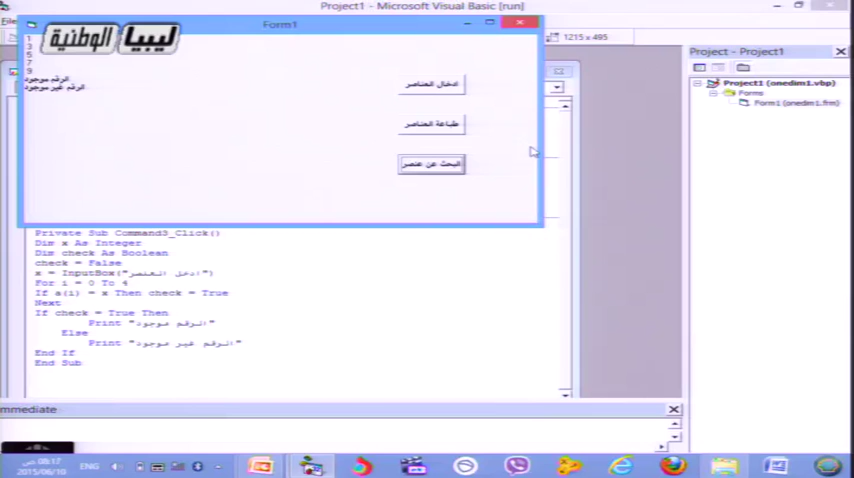 Project1 - Microsoft Visual Basic [run]
Form1
ليبيا الوطنية
1215 x 495
Project - Project1
1
3
5
7
9
الرقم موجود
الرقم غير موجود
ادخال العناصر
طباعة العناصر
البحث عن عنصر
Project1 (onedim1.vbp)
Forms
Form1 (onedim1.frm)
Private Sub Command3_Click()
Dim x As Integer
Dim check As Boolean
check = False
x = InputBox("ادخل العنصر")
For i = 0 To 4
If a(i) = x Then check = True
Next
If check = True Then
Print "الرقم موجود"
Else
Print "الرقم غير موجود"
End If
End Sub
mmediate
ENG
2015/06/10